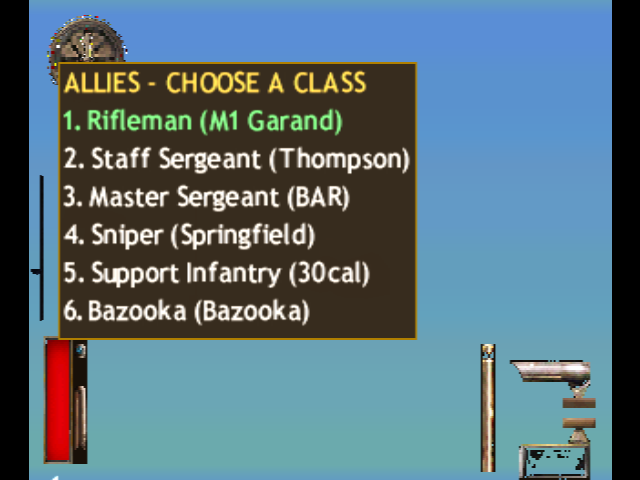 ALLIES - CHOOSE A CLASS
1. Rifleman (M1 Garand)
2. Staff Sergeant (Thompson)
3. Master Sergeant (BAR)
4. Sniper (Springfield)
5. Support Infantry (30cal)
6. Bazooka (Bazooka)